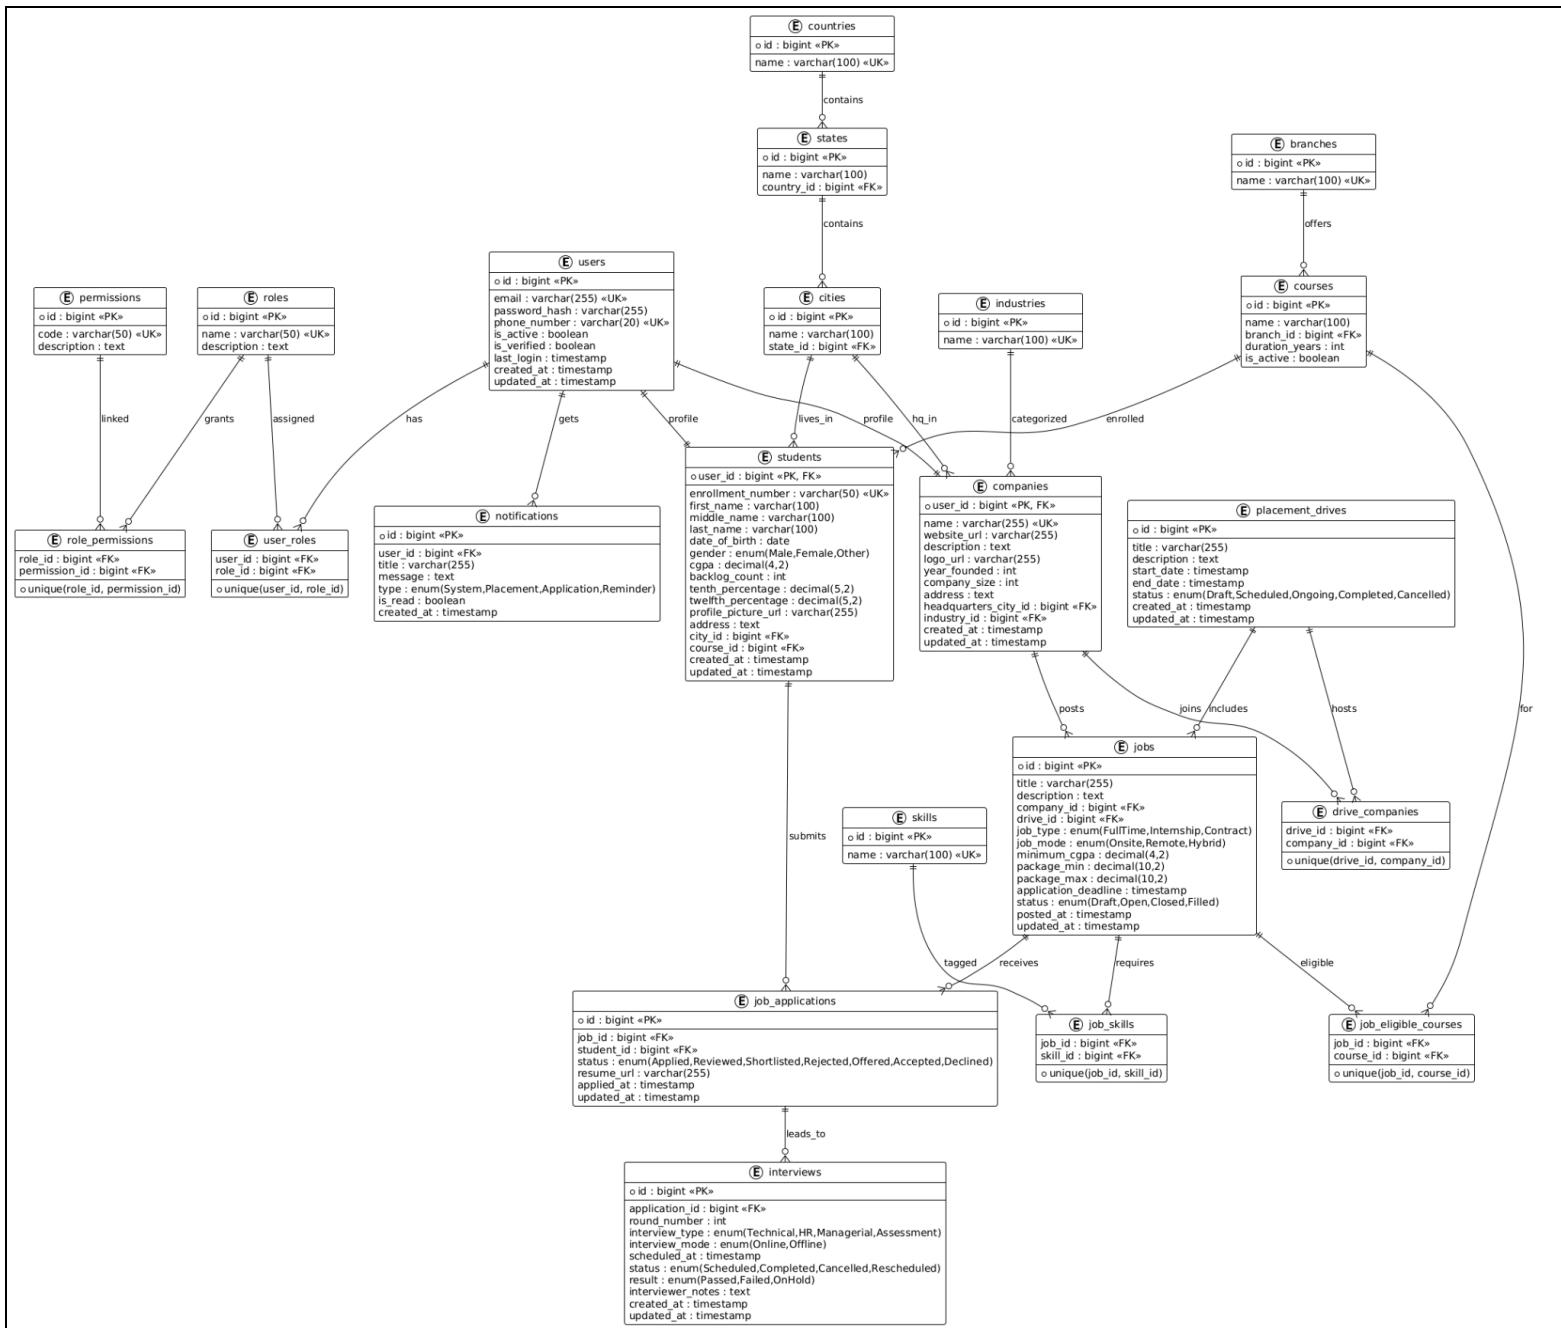 E countries
id : bigint «PK»
name : varchar(100) «UK»
contains
E states
id : bigint «PK»
name : varchar(100)
country_id : bigint «FK»
contains
E branches
id : bigint «PK»
name : varchar(100) «UK»
offers
E permissions
id : bigint «PK»
code : varchar(50) «UK»
description : text
E roles
id : bigint «PK»
name : varchar(50) «UK»
description : text
E users
id : bigint «PK»
email : varchar(255) «UK»
password_hash : varchar(255)
phone_number : varchar(20) «UK»
is_active : boolean
is_verified : boolean
last_login : timestamp
created_at : timestamp
updated_at : timestamp
E cities
id : bigint «PK»
name : varchar(100)
state_id : bigint «FK»
E industries
id : bigint «PK»
name : varchar(100) «UK»
E courses
id : bigint «PK»
name : varchar(100)
branch_id : bigint «FK»
duration_years : int
is_active : boolean
linked
grants
assigned
has
gets
profile
lives_in
profile
hq_in
categorized
enrolled
E role_permissions
role_id : bigint «FK»
permission_id : bigint «FK»
unique(role_id, permission_id)
E user_roles
user_id : bigint «FK»
role_id : bigint «FK»
unique(user_id, role_id)
E notifications
id : bigint «PK»
user_id : bigint «FK»
title : varchar(255)
message : text
type : enum(System,Placement,Application,Reminder)
is_read : boolean
created_at : timestamp
E students
user_id : bigint «PK, FK»
enrollment_number : varchar(50) «UK»
first_name : varchar(100)
middle_name : varchar(100)
last_name : varchar(100)
date_of_birth : date
gender : enum(Male,Female,Other)
cgpa : decimal(4,2)
backlog_count : int
tenth_percentage : decimal(5,2)
twelfth_percentage : decimal(5,2)
profile_picture_url : varchar(255)
address : text
city_id : bigint «FK»
course_id : bigint «FK»
created_at : timestamp
updated_at : timestamp
E companies
user_id : bigint «PK, FK»
name : varchar(255) «UK»
website_url : varchar(255)
description : text
logo_url : varchar(255)
year_founded : int
company_size : int
address : text
headquarters_city_id : bigint «FK»
industry_id : bigint «FK»
created_at : timestamp
updated_at : timestamp
E placement_drives
id : bigint «PK»
title : varchar(255)
description : text
start_date : timestamp
end_date : timestamp
status : enum(Draft,Scheduled,Ongoing,Completed,Cancelled)
created_at : timestamp
updated_at : timestamp
posts
joins
includes
hosts
for
E jobs
id : bigint «PK»
title : varchar(255)
description : text
company_id : bigint «FK»
drive_id : bigint «FK»
job_type : enum(FullTime,Internship,Contract)
job_mode : enum(Onsite,Remote,Hybrid)
minimum_cgpa : decimal(4,2)
package_min : decimal(10,2)
package_max : decimal(10,2)
application_deadline : timestamp
status : enum(Draft,Open,Closed,Filled)
posted_at : timestamp
updated_at : timestamp
E skills
id : bigint «PK»
name : varchar(100) «UK»
E drive_companies
drive_id : bigint «FK»
company_id : bigint «FK»
unique(drive_id, company_id)
submits
tagged
receives
requires
eligible
E job_applications
id : bigint «PK»
job_id : bigint «FK»
student_id : bigint «FK»
status : enum(Applied,Reviewed,Shortlisted,Rejected,Offered,Accepted,Declined)
resume_url : varchar(255)
applied_at : timestamp
updated_at : timestamp
E job_skills
job_id : bigint «FK»
skill_id : bigint «FK»
unique(job_id, skill_id)
E job_eligible_courses
job_id : bigint «FK»
course_id : bigint «FK»
unique(job_id, course_id)
leads_to
E interviews
id : bigint «PK»
application_id : bigint «FK»
round_number : int
interview_type : enum(Technical,HR,Managerial,Assessment)
interview_mode : enum(Online,Offline)
scheduled_at : timestamp
status : enum(Scheduled,Completed,Cancelled,Rescheduled)
result : enum(Passed,Failed,OnHold)
interviewer_notes : text
created_at : timestamp
updated_at : timestamp